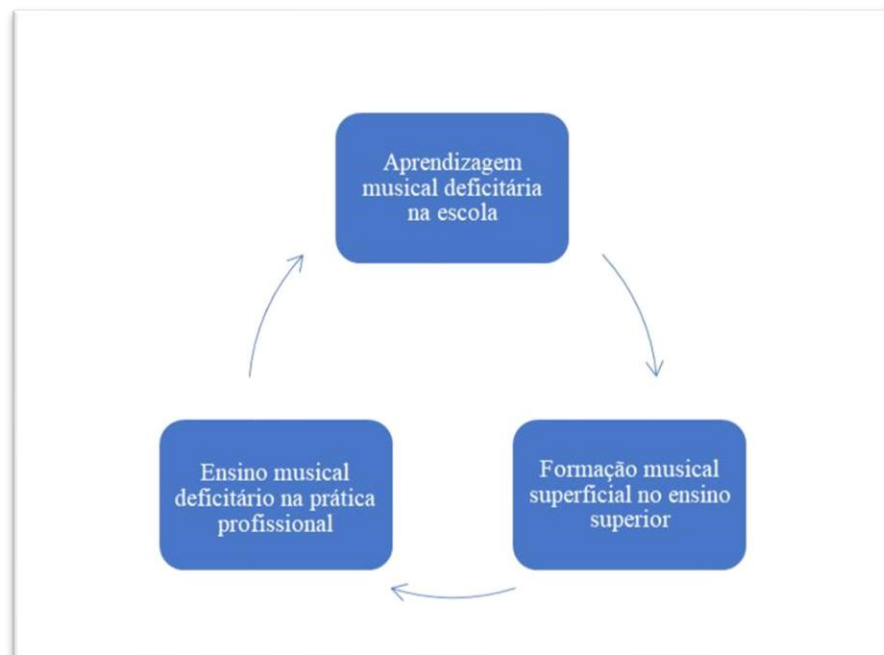 Aprendizagem
musical deficitária
na escola
Ensino musical
deficitário na prática
profissional
Formação musical
superficial no ensino
superior